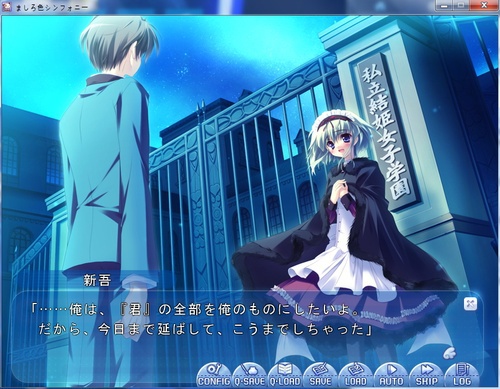 ましろ色シンフォニー
私立結姫女子学園
新吾
「……俺は、『君』の全部を俺のものにしたいよ。
だから、今日まで延ばして、こうまでしちゃった」
CONFIG Q・SAVE Q・LOAD SAVE LOAD AUTO SKIP LOG